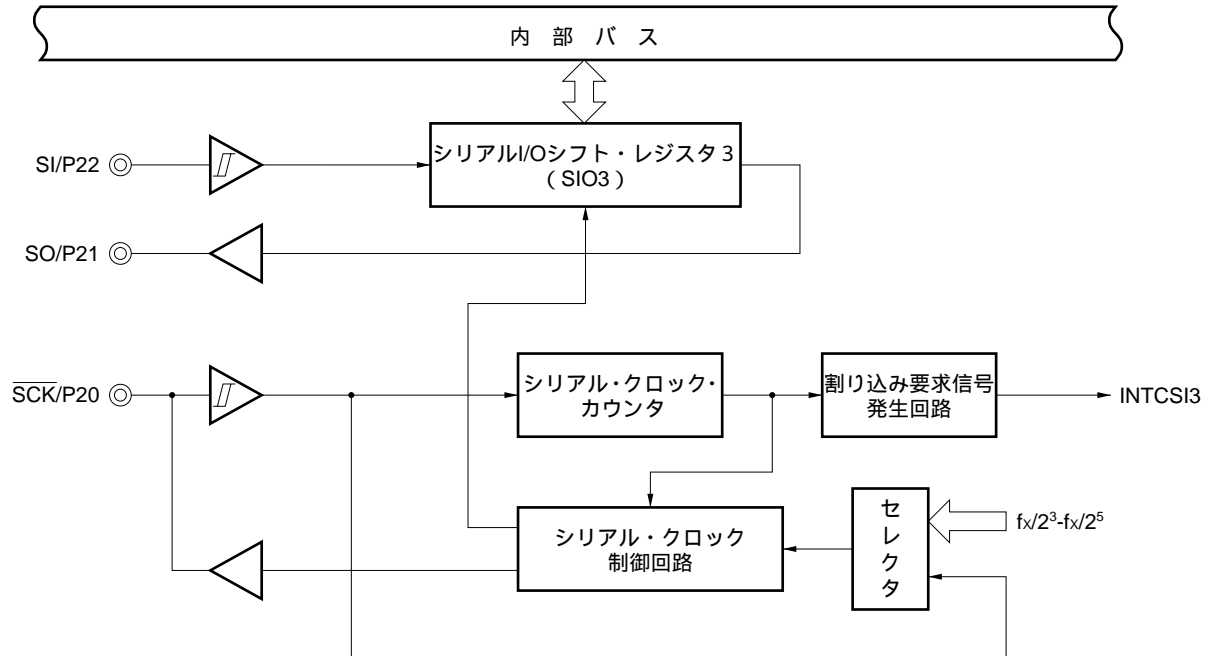 内 部 バ ス
シリアルI/Oシフト・レジスタ3
(SIO3)
SI/P22
SO/P21
SCK/P20
シリアル・クロック・
カウンタ
割り込み要求信号
発生回路
INTCSI3
シリアル・クロック
制御回路
セレクタ
fX/2³-fX/2⁵